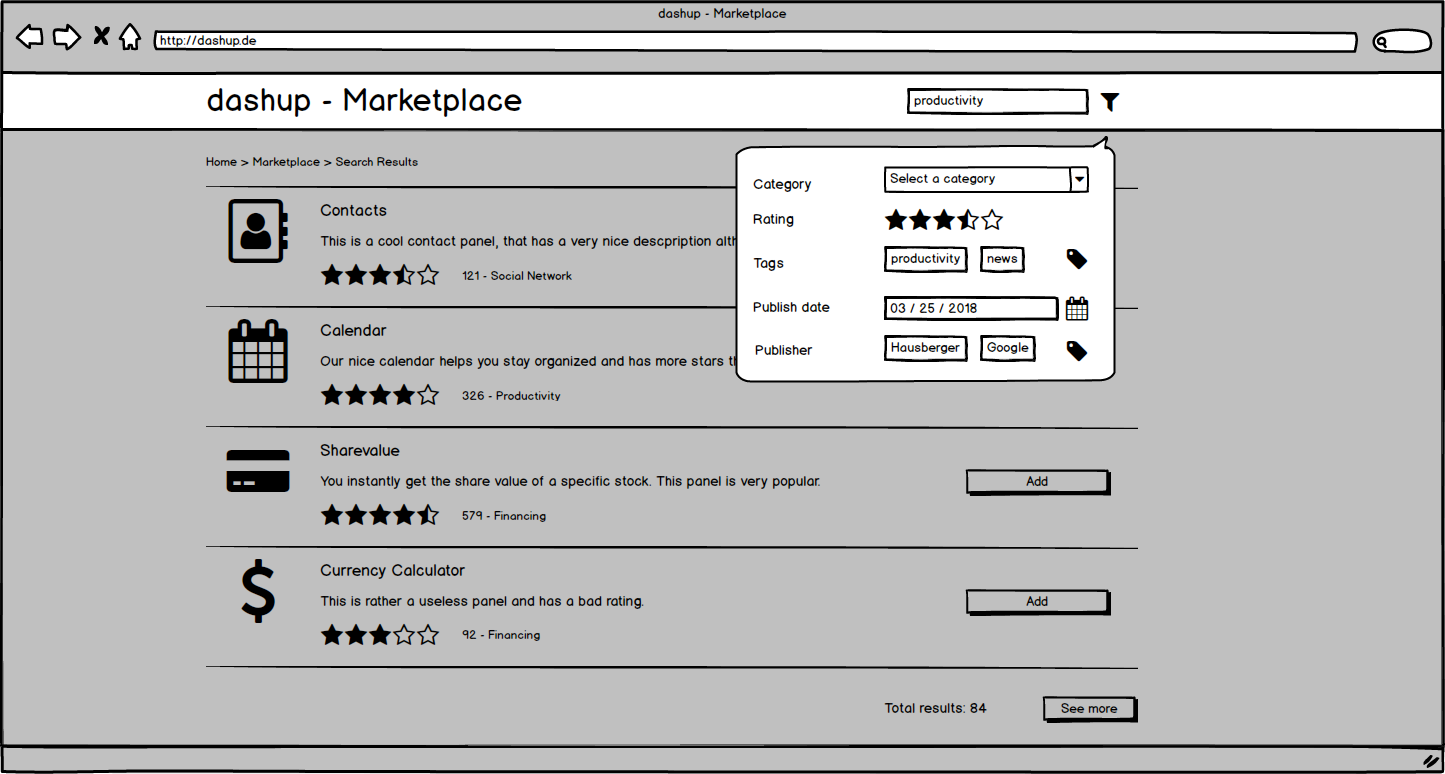 dashup - Marketplace
http://dashup.de
dashup - Marketplace
productivity
Home > Marketplace > Search Results
Category
Select a category
Rating
Tags
productivity
news
Publish date
03 / 25 / 2018
Publisher
Hausberger
Google
Contacts
This is a cool contact panel, that has a very nice descpription
121 - Social Network
Calendar
Our nice calendar helps you stay organized and has more stars
326 - Productivity
Sharevalue
You instantly get the share value of a specific stock. This panel is very popular.
Add
579 - Financing
Currency Calculator
This is rather a useless panel and has a bad rating.
Add
92 - Financing
Total results: 84
See more